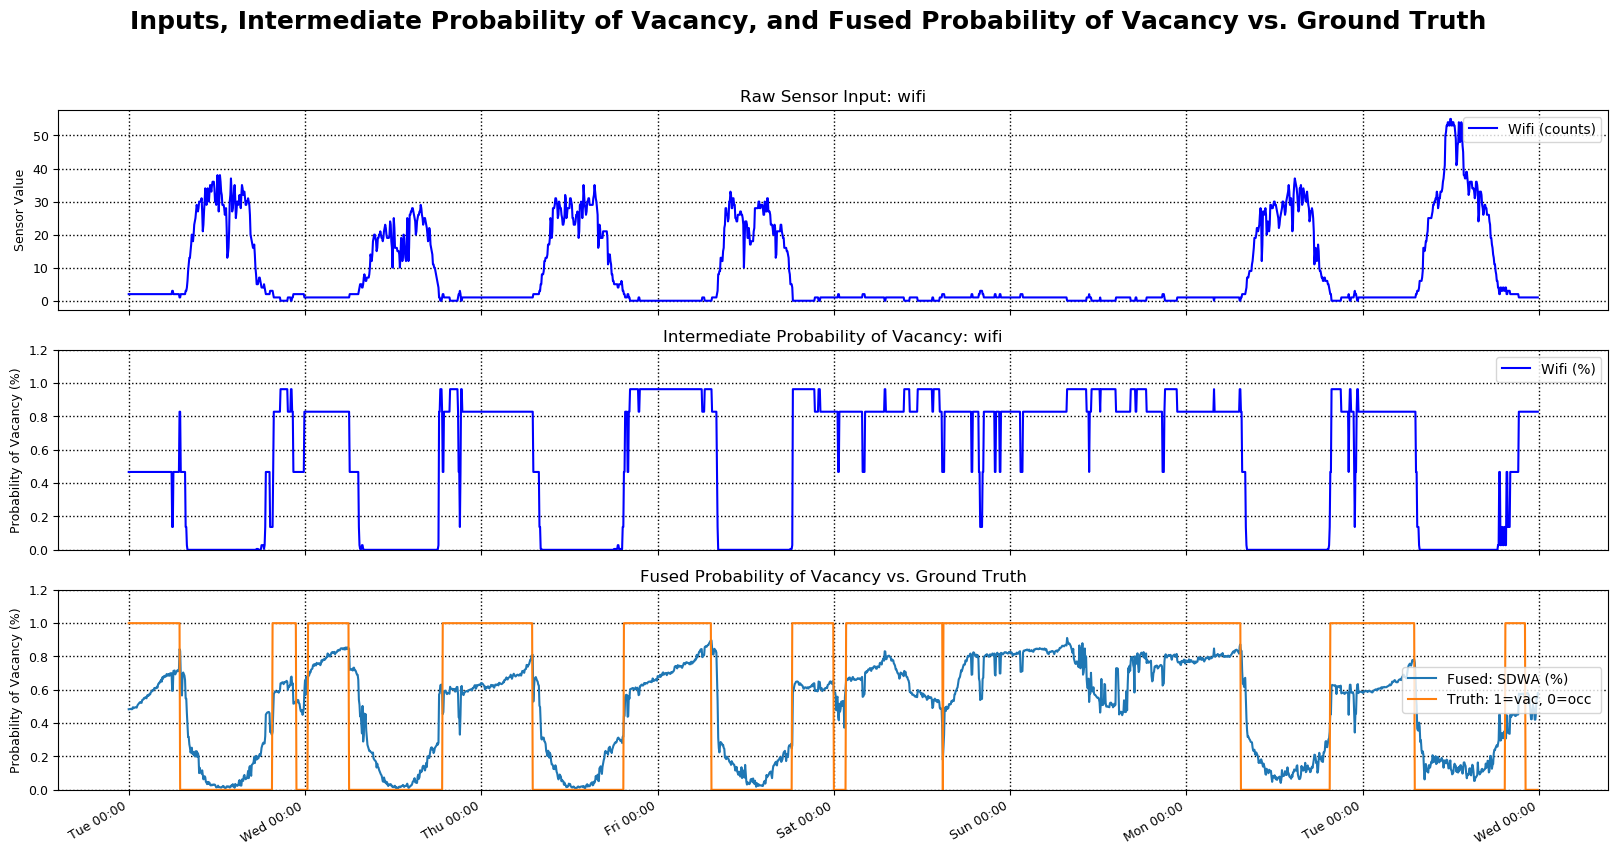 Inputs, Intermediate Probability of Vacancy, and Fused Probability of Vacancy vs. Ground Truth
Raw Sensor Input: wifi
Sensor Value
50
40
30
20
10
0
Wifi (counts)
Intermediate Probability of Vacancy: wifi
Probability of Vacancy (%)
1.2
1.0
0.8
0.6
0.4
0.2
0.0
Wifi (%)
Fused Probability of Vacancy vs. Ground Truth
Probability of Vacancy (%)
1.2
1.0
0.8
0.6
0.4
0.2
0.0
Fused: SDWA (%)
Truth: 1=vac, 0=occ
Tue 00:00
Wed 00:00
Thu 00:00
Fri 00:00
Sat 00:00
Sun 00:00
Mon 00:00
Tue 00:00
Wed 00:00